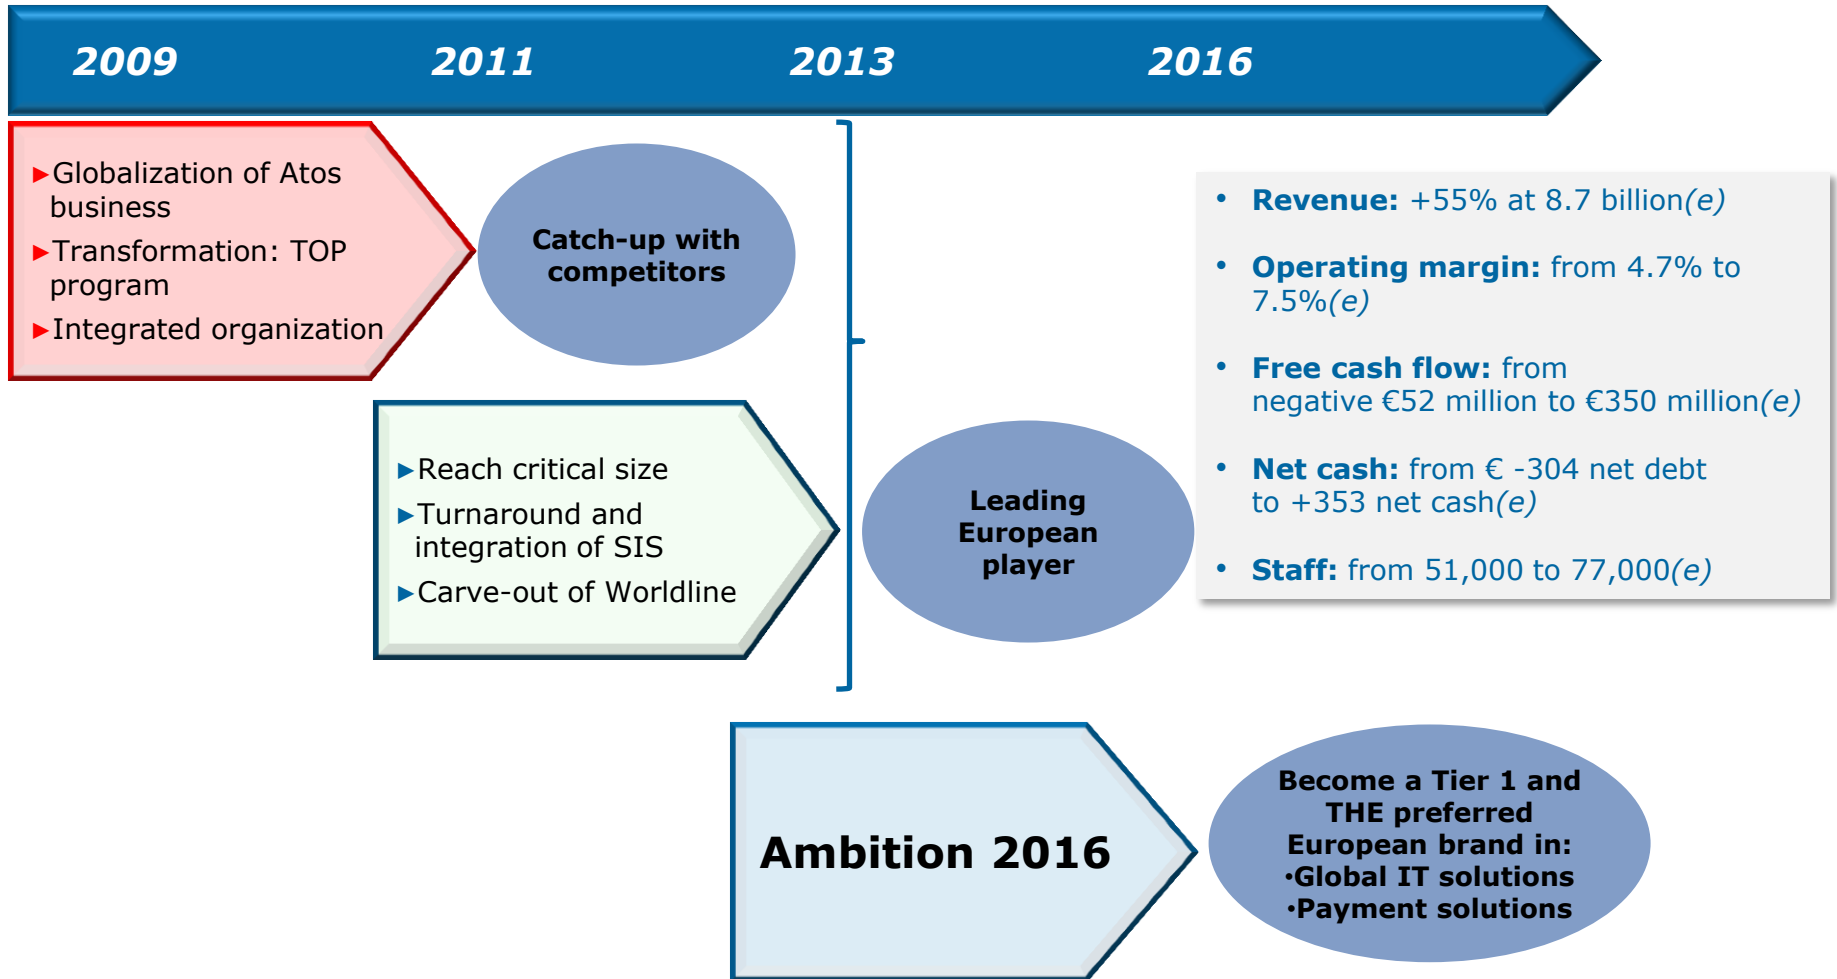 2009 2011 2013 2016
►Globalization of Atos
business
►Transformation: TOP
program
►Integrated organization
Catch-up with
competitors
►Reach critical size
►Turnaround and
integration of SIS
►Carve-out of Worldline
Leading
European
player
• Revenue: +55% at 8.7 billion(e)
• Operating margin: from 4.7% to
7.5%(e)
• Free cash flow: from
negative €52 million to €350 million(e)
• Net cash: from € -304 net debt
to +353 net cash(e)
• Staff: from 51,000 to 77,000(e)
Ambition 2016
Become a Tier 1 and
THE preferred
European brand in:
•Global IT solutions
•Payment solutions